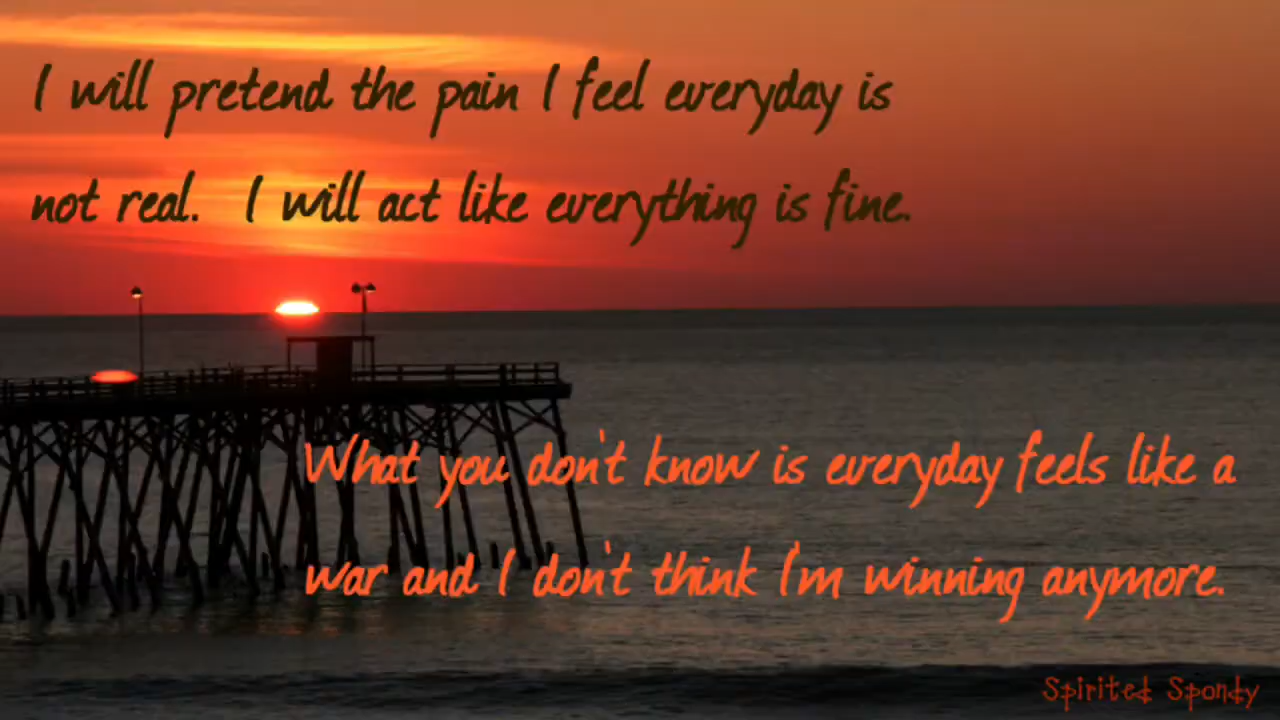 I will pretend the pain I feel everyday is
not real. I will act like everything is fine.
What you don't know is everyday feels like a
war and I don't think I'm winning anymore.
Spirited Spondy